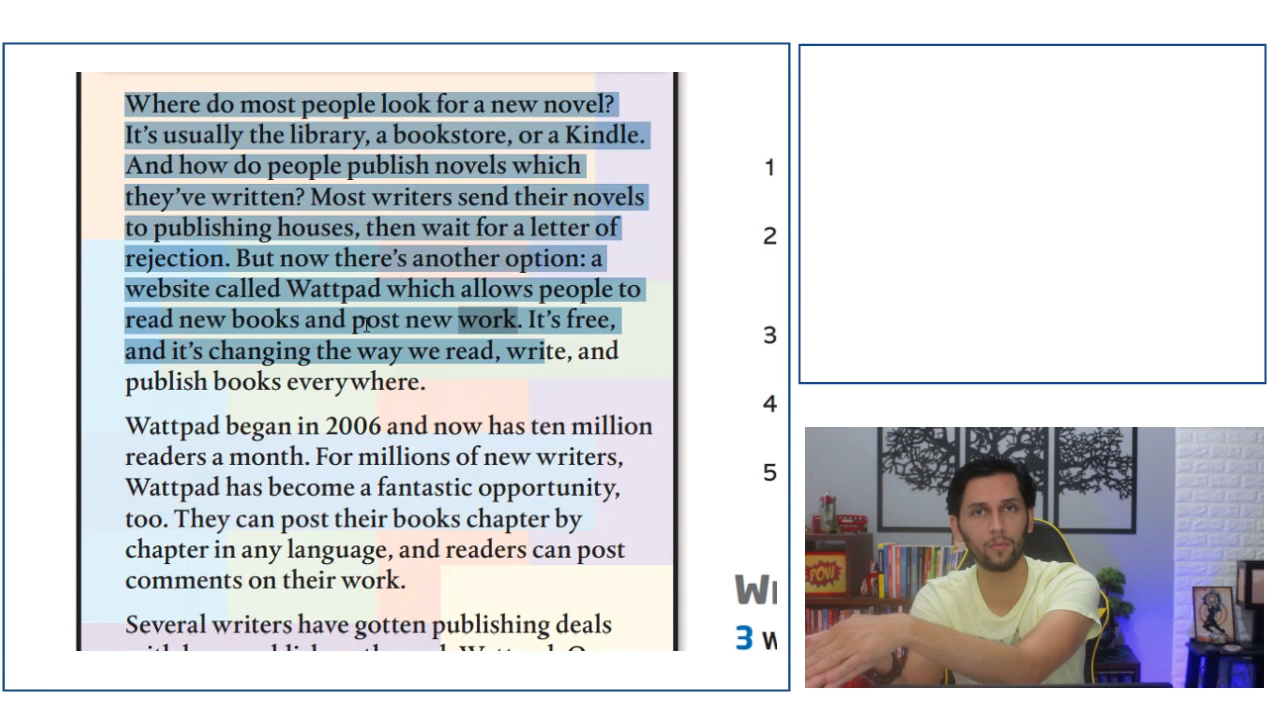 Where do most people look for a new novel?
It's usually the library, a bookstore, or a Kindle.
And how do people publish novels which
they've written? Most writers send their novels
to publishing houses, then wait for a letter of
rejection. But now there's another option: a
website called Wattpad which allows people to
read new books and post new work. It's free,
and it's changing the way we read, write, and
publish books everywhere.
Wattpad began in 2006 and now has ten million
readers a month. For millions of new writers,
Wattpad has become a fantastic opportunity,
too. They can post their books chapter by
chapter in any language, and readers can post
comments on their work.
Several writers have gotten publishing deals
1
2
3
4
5
3
POW!